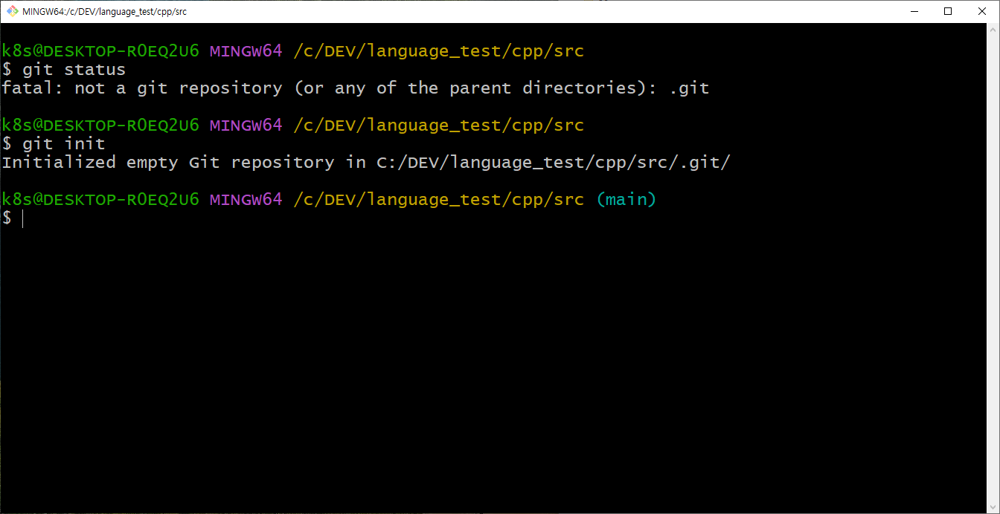 MINGW64:/c/DEV/language_test/cpp/src
k8s@DESKTOP-R0EQ2U6 MINGW64 /c/DEV/language_test/cpp/src
$ git status
fatal: not a git repository (or any of the parent directories): .git
k8s@DESKTOP-R0EQ2U6 MINGW64 /c/DEV/language_test/cpp/src
$ git init
Initialized empty Git repository in C:/DEV/language_test/cpp/src/.git/
k8s@DESKTOP-R0EQ2U6 MINGW64 /c/DEV/language_test/cpp/src (main)
$